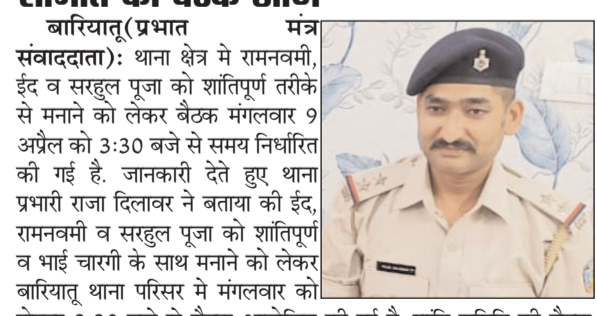 बारियातू(प्रभात मंत्र
संवाददाता): थाना क्षेत्र मे रामनवमी,
ईद व सरहुल पूजा को शांतिपूर्ण तरीके
से मनाने को लेकर बैठक मंगलवार 9
अप्रैल को 3:30 बजे से समय निर्धारित
की गई है. जानकारी देते हुए थाना
प्रभारी राजा दिलावर ने बताया की ईद,
रामनवमी व सरहुल पूजा को शांतिपूर्ण
व भाई चारगी के साथ मनाने को लेकर
बारियातू थाना परिसर मे मंगलवार को